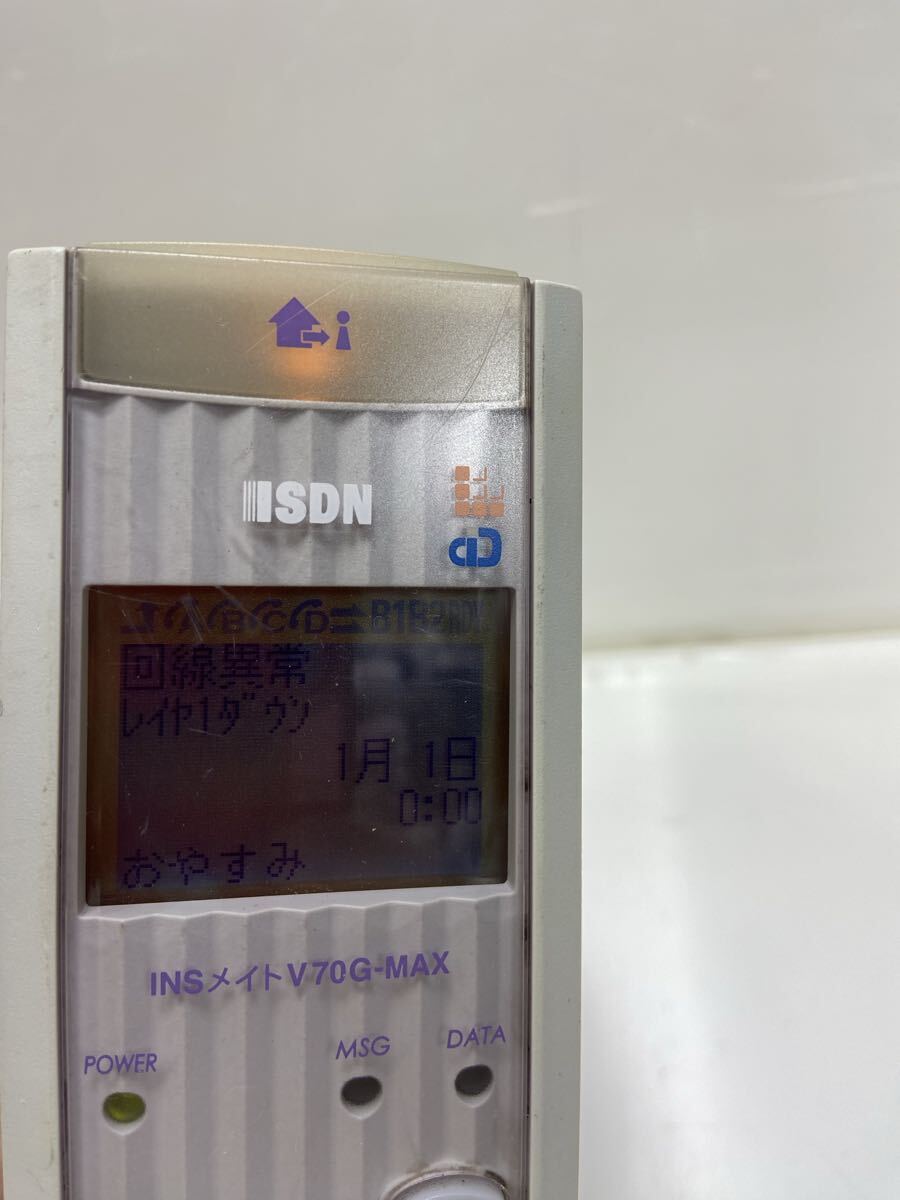 ISDN
A B C D B1B2RDY
回線異常
ﾚｲﾔ1ﾀﾞｳﾝ
1月 1日
0:00
おやすみ
INSメイトV70G-MAX
POWER MSG DATA